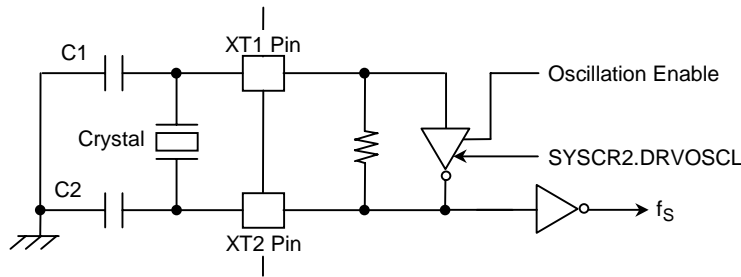 XT1 Pin
C1
Oscillation Enable
Crystal
SYSCR2.DRVOSCL
C2
fS
XT2 Pin